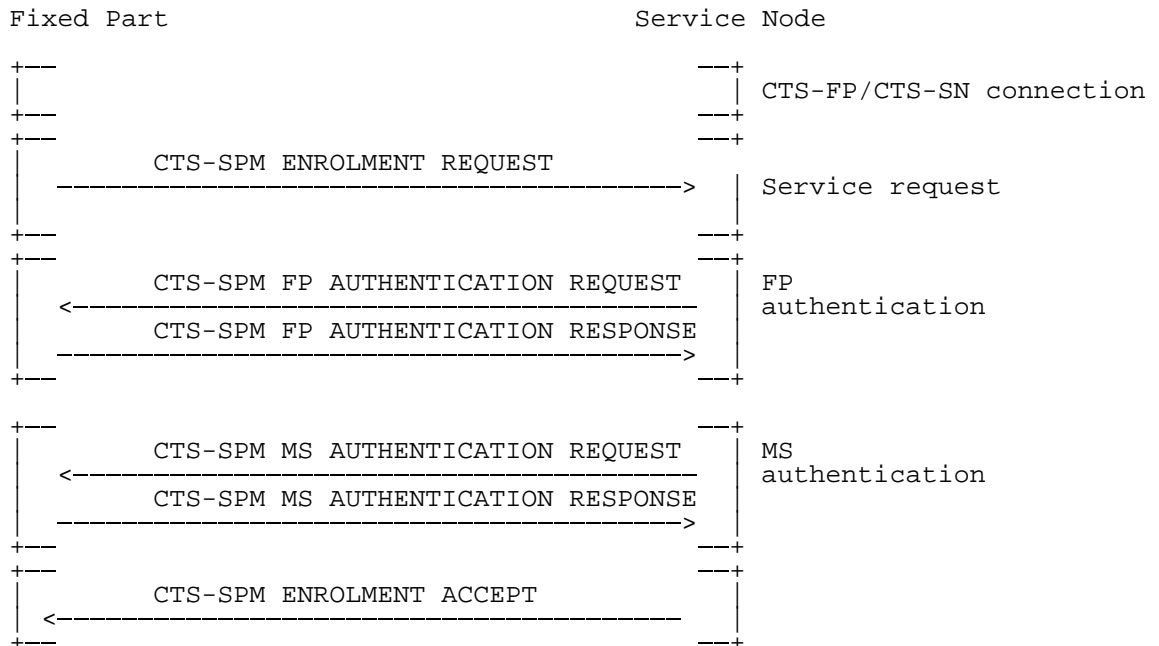 Fixed Part Service Node
CTS-FP/CTS-SN connection
CTS-SPM ENROLMENT REQUEST
Service request
CTS-SPM FP AUTHENTICATION REQUEST FP
authentication
CTS-SPM FP AUTHENTICATION RESPONSE
CTS-SPM MS AUTHENTICATION REQUEST MS
authentication
CTS-SPM MS AUTHENTICATION RESPONSE
CTS-SPM ENROLMENT ACCEPT